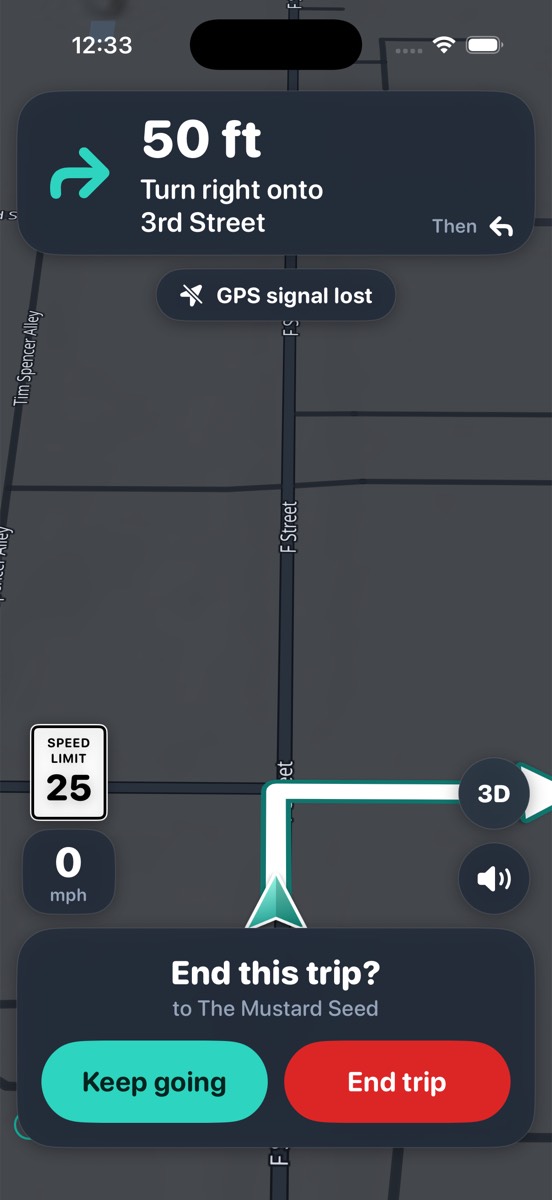 12:33
50 ft
Turn right onto
3rd Street
Then
GPS signal lost
Tim Spencer Alley
F Street
SPEED
LIMIT
25
3D
0
mph
End this trip?
to The Mustard Seed
Keep going
End trip